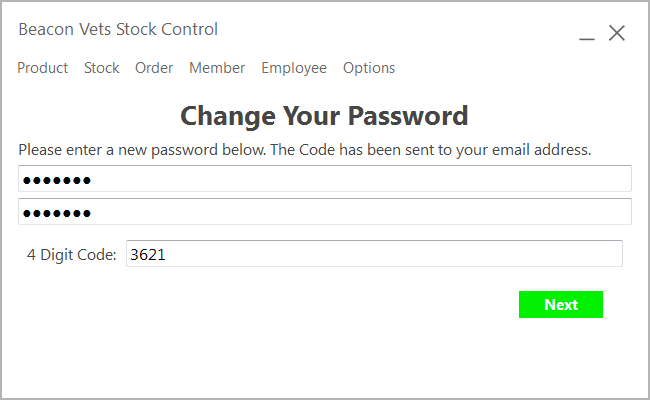 Beacon Vets Stock Control
Product Stock Order Member Employee Options
Change Your Password
Please enter a new password below. The Code has been sent to your email address.
●●●●●●●
●●●●●●●
4 Digit Code: 3621
Next